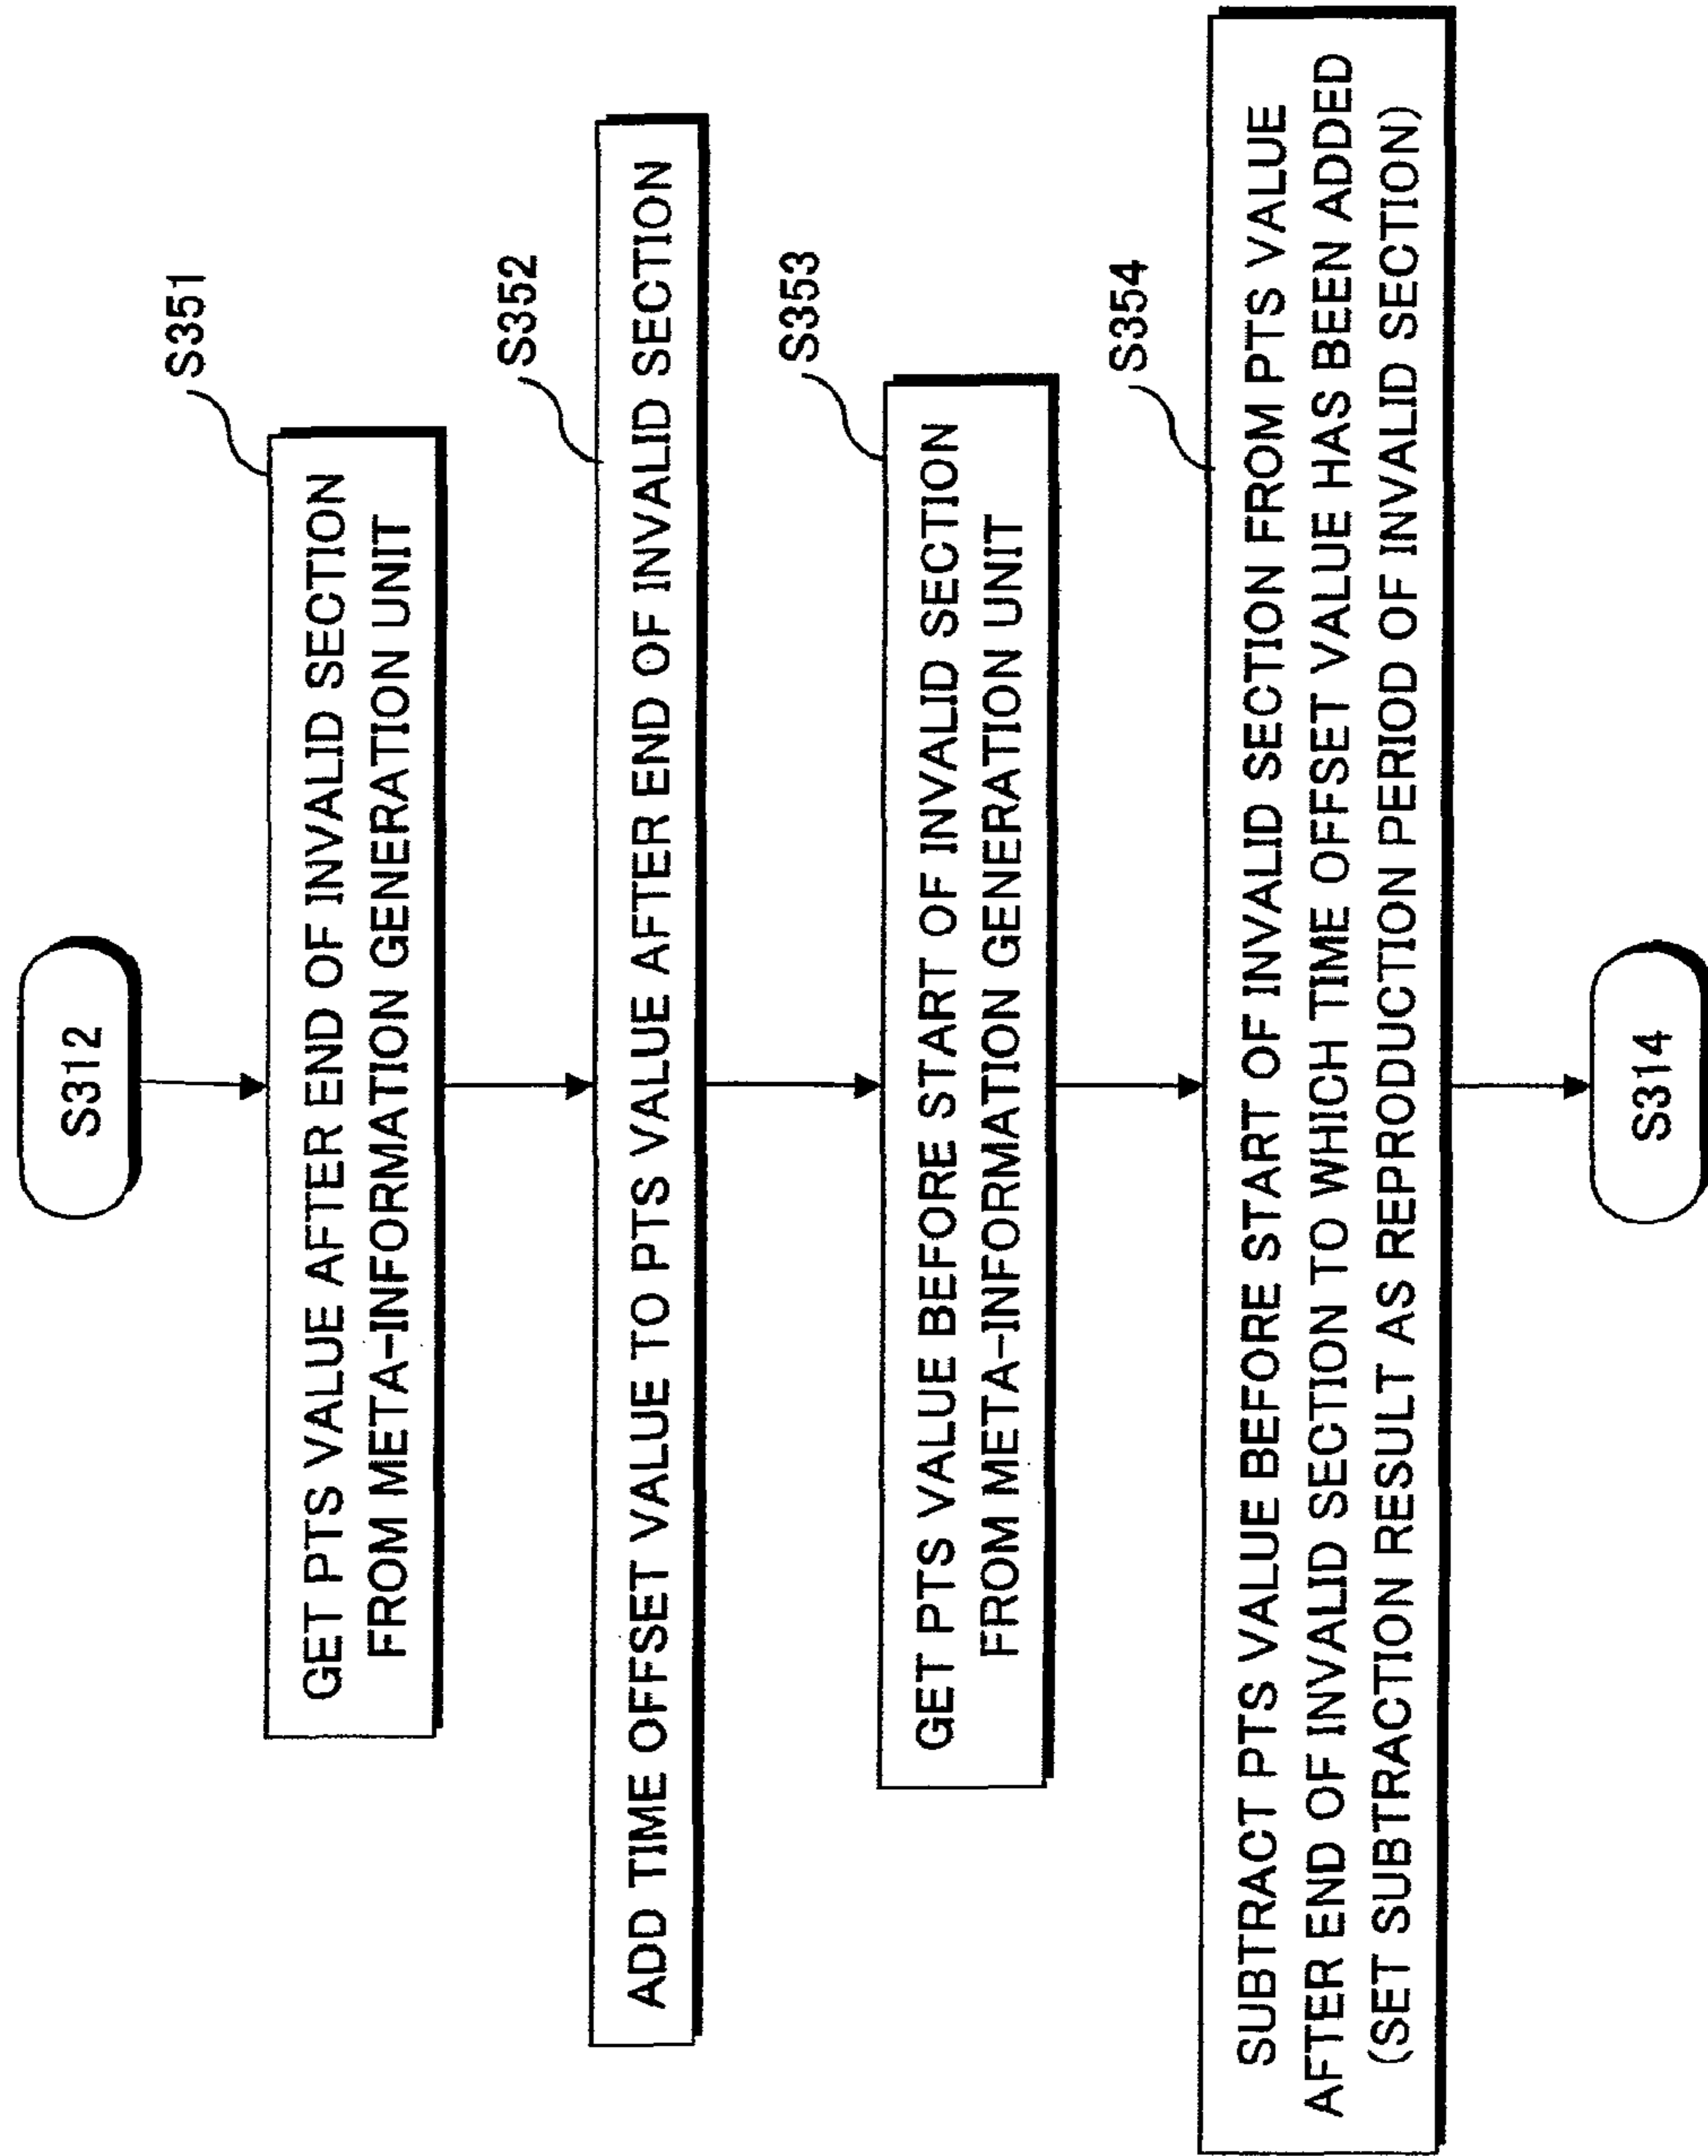 S312
S351
GET PTS VALUE AFTER END OF INVALID SECTION
FROM META-INFORMATION GENERATION UNIT
S352
ADD TIME OFFSET VALUE TO PTS VALUE AFTER END OF INVALID SECTION
S353
GET PTS VALUE BEFORE START OF INVALID SECTION
FROM META-INFORMATION GENERATION UNIT
S354
SUBTRACT PTS VALUE BEFORE START OF INVALID SECTION FROM PTS VALUE
AFTER END OF INVALID SECTION TO WHICH TIME OFFSET VALUE HAS BEEN ADDED
(SET SUBTRACTION RESULT AS REPRODUCTION PERIOD OF INVALID SECTION)
S314